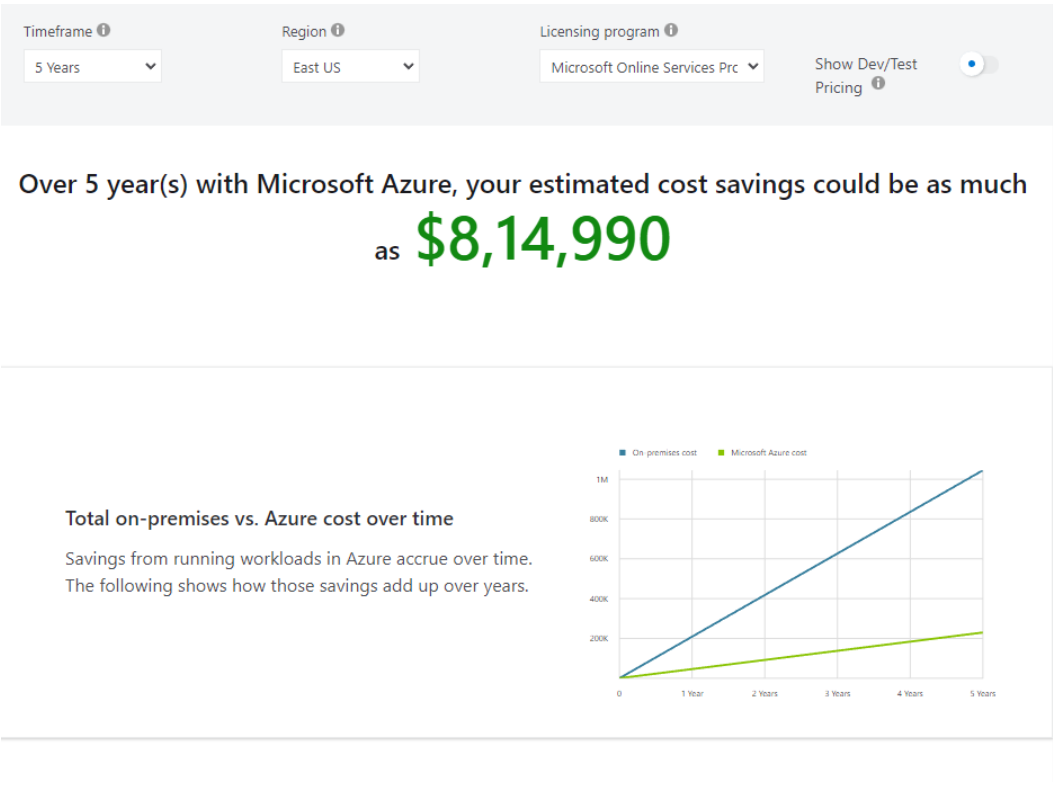 Timeframe
Region
Licensing program
5 Years
East US
Microsoft Online Services Prc
Show Dev/Test
Pricing
Over 5 year(s) with Microsoft Azure, your estimated cost savings could be as much
as $8,14,990
Total on-premises vs. Azure cost over time
Savings from running workloads in Azure accrue over time.
The following shows how those savings add up over years.
On-premises cost
Microsoft Azure cost
1M
800K
600K
400K
200K
0
1 Year
2 Years
3 Years
4 Years
5 Years